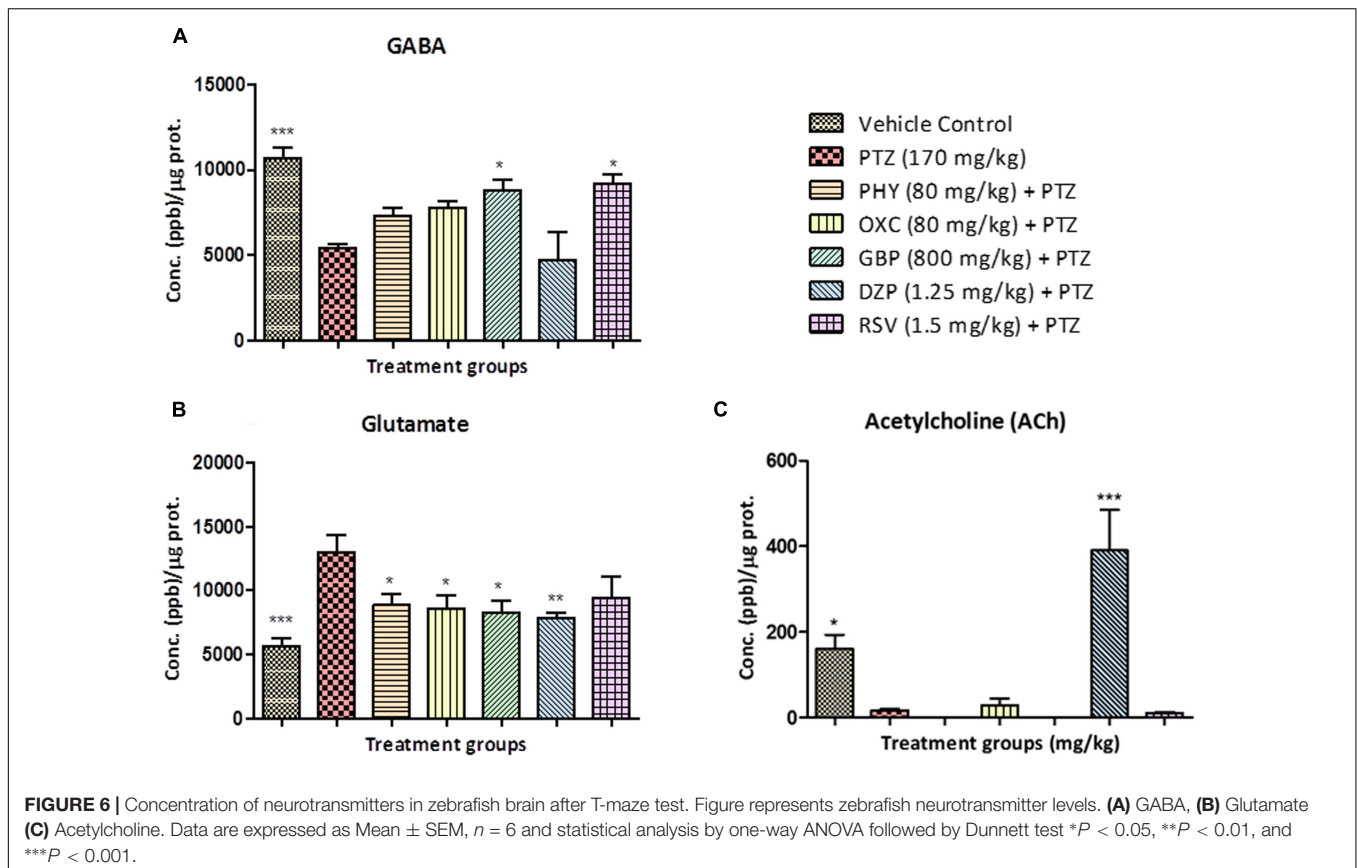 A
GABA
Conc. (ppb)/µg prot.
15000
10000
5000
0
***
*
*
Treatment groups
Vehicle Control
PTZ (170 mg/kg)
PHY (80 mg/kg) + PTZ
OXC (80 mg/kg) + PTZ
GBP (800 mg/kg) + PTZ
DZP (1.25 mg/kg) + PTZ
RSV (1.5 mg/kg) + PTZ
B
Glutamate
Conc. (ppb)/µg prot.
20000
15000
10000
5000
0
***
*
*
*
**
Treatment groups
C
Acetylcholine (ACh)
Conc. (ppb)/µg prot.
600
400
200
0
*
***
Treatment groups (mg/kg)
FIGURE 6 | Concentration of neurotransmitters in zebrafish brain after T-maze test. Figure represents zebrafish neurotransmitter levels. (A) GABA, (B) Glutamate
(C) Acetylcholine. Data are expressed as Mean ± SEM, n = 6 and statistical analysis by one-way ANOVA followed by Dunnett test *P < 0.05, **P < 0.01, and
***P < 0.001.